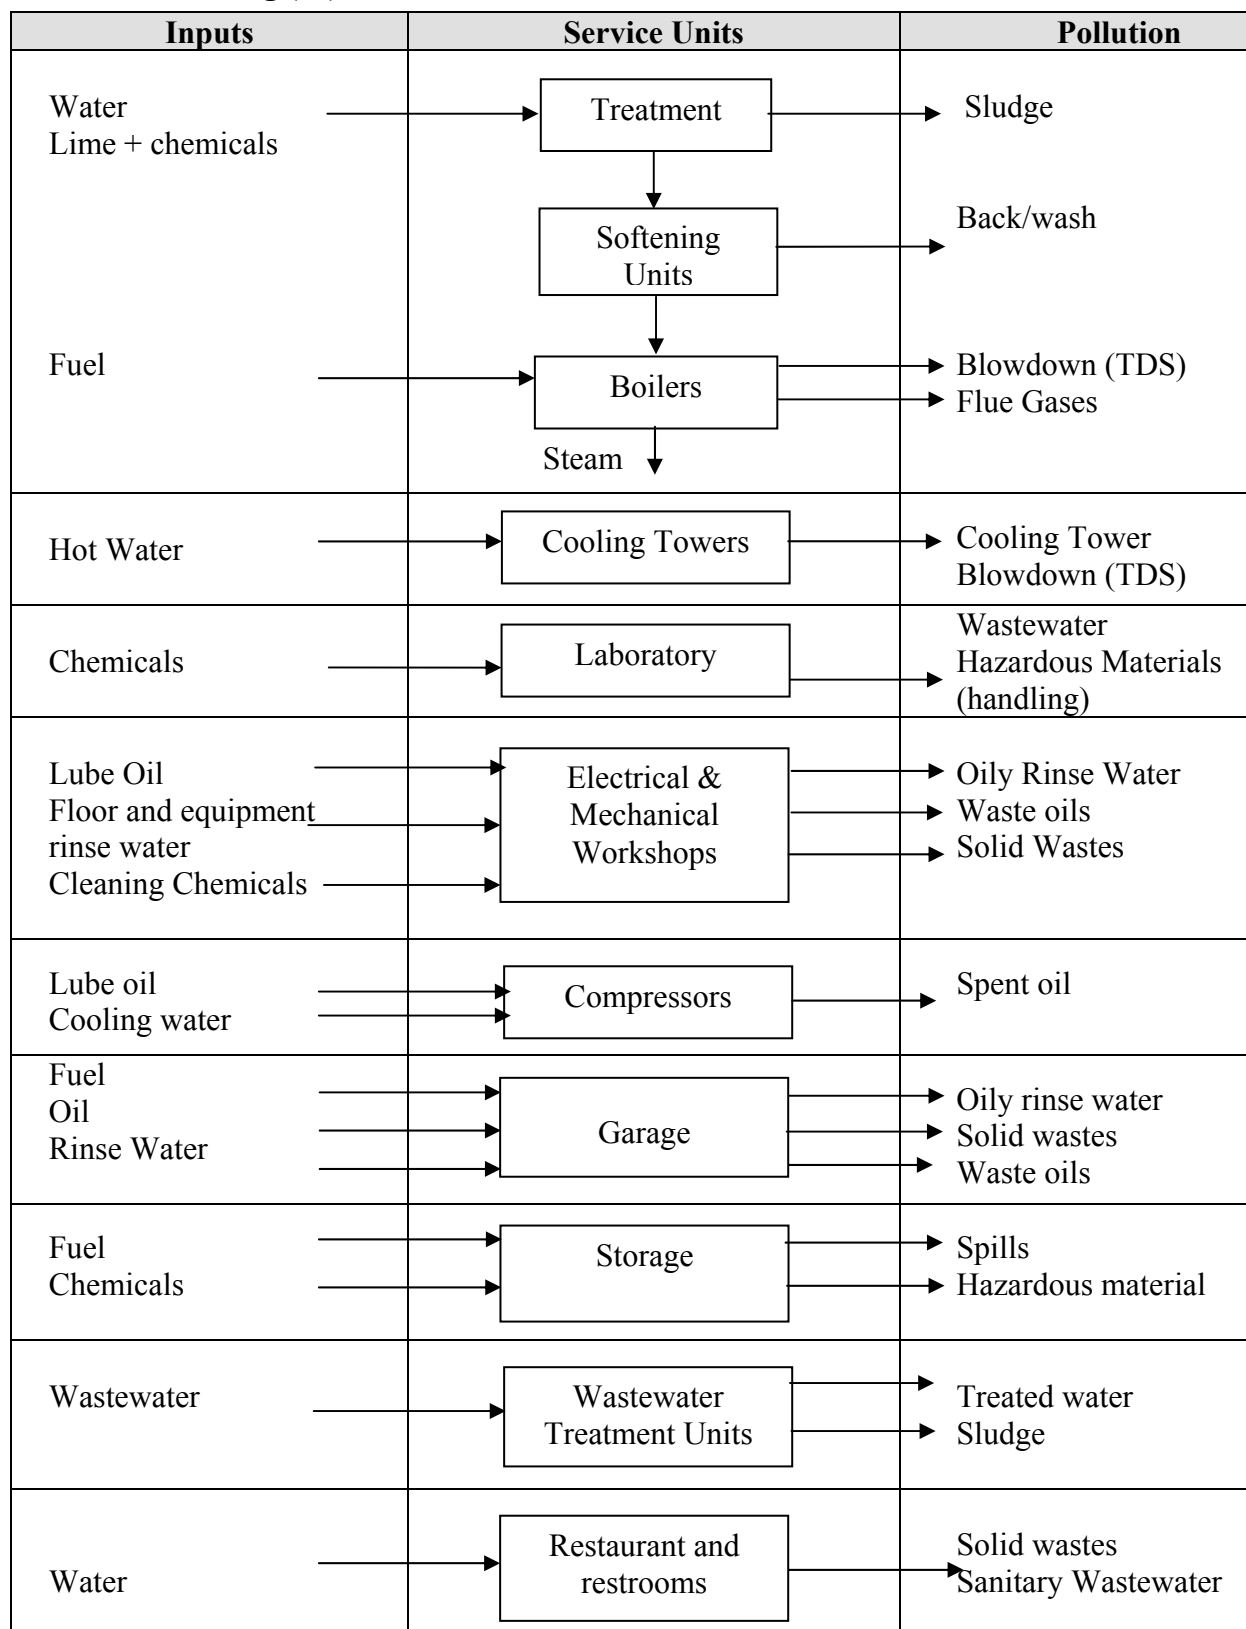 Inputs
Service Units
Pollution
Water
Lime + chemicals
Treatment
Sludge
Softening
Units
Back/wash
Fuel
Boilers
Blowdown (TDS)
Flue Gases
Steam
Hot Water
Cooling Towers
Cooling Tower
Blowdown (TDS)
Chemicals
Laboratory
Wastewater
Hazardous Materials
(handling)
Lube Oil
Floor and equipment
rinse water
Cleaning Chemicals
Electrical &
Mechanical
Workshops
Oily Rinse Water
Waste oils
Solid Wastes
Lube oil
Cooling water
Compressors
Spent oil
Fuel
Oil
Rinse Water
Garage
Oily rinse water
Solid wastes
Waste oils
Fuel
Chemicals
Storage
Spills
Hazardous material
Wastewater
Wastewater
Treatment Units
Treated water
Sludge
Water
Restaurant and
restrooms
Solid wastes
Sanitary Wastewater